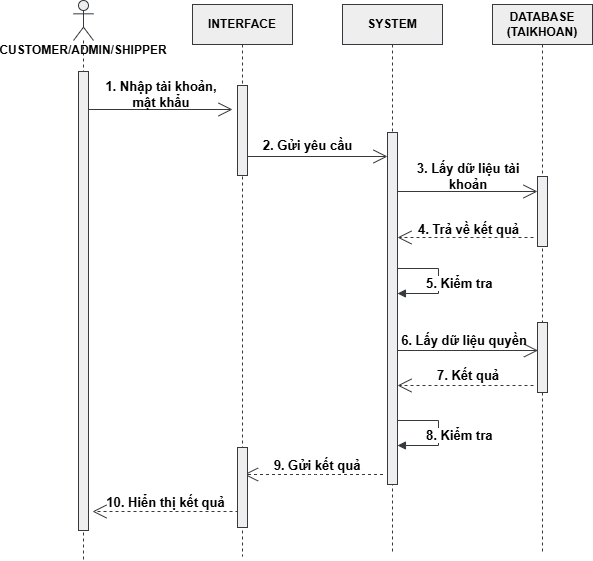 INTERFACE
SYSTEM
DATABASE
(TAIKHOAN)
CUSTOMER/ADMIN/SHIPPER
1. Nhập tài khoản,
mật khẩu
2. Gửi yêu cầu
3. Lấy dữ liệu tài
khoản
4. Trả về kết quả
5. Kiểm tra
6. Lấy dữ liệu quyền
7. Kết quả
8. Kiểm tra
9. Gửi kết quả
10. Hiển thị kết quả